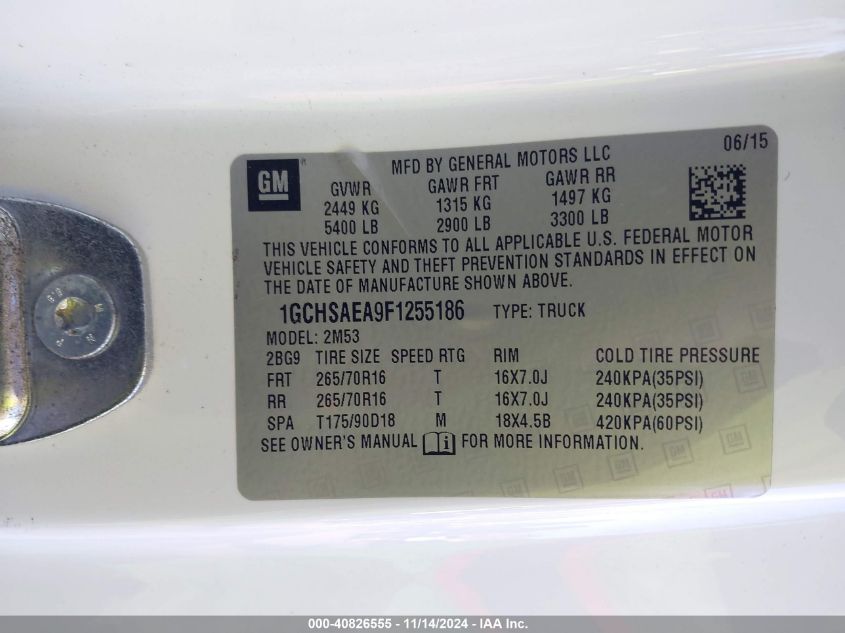 06/15
GM
MFD BY GENERAL MOTORS LLC
GVWR GAWR FRT GAWR RR
2449 KG 1315 KG 1497 KG
5400 LB 2900 LB 3300 LB
THIS VEHICLE CONFORMS TO ALL APPLICABLE U.S. FEDERAL MOTOR
VEHICLE SAFETY AND THEFT PREVENTION STANDARDS IN EFFECT ON
THE DATE OF MANUFACTURE SHOWN ABOVE.
1GCHSAEA9F1255186 TYPE: TRUCK
MODEL: 2M53
2BG9 TIRE SIZE SPEED RTG RIM COLD TIRE PRESSURE
FRT 265/70R16 T 16X7.0J 240KPA(35PSI)
RR 265/70R16 T 16X7.0J 240KPA(35PSI)
SPA T175/90D18 M 18X4.5B 420KPA(60PSI)
SEE OWNER'S MANUAL i FOR MORE INFORMATION.
000-40826555 - 11/14/2024 - IAA Inc.